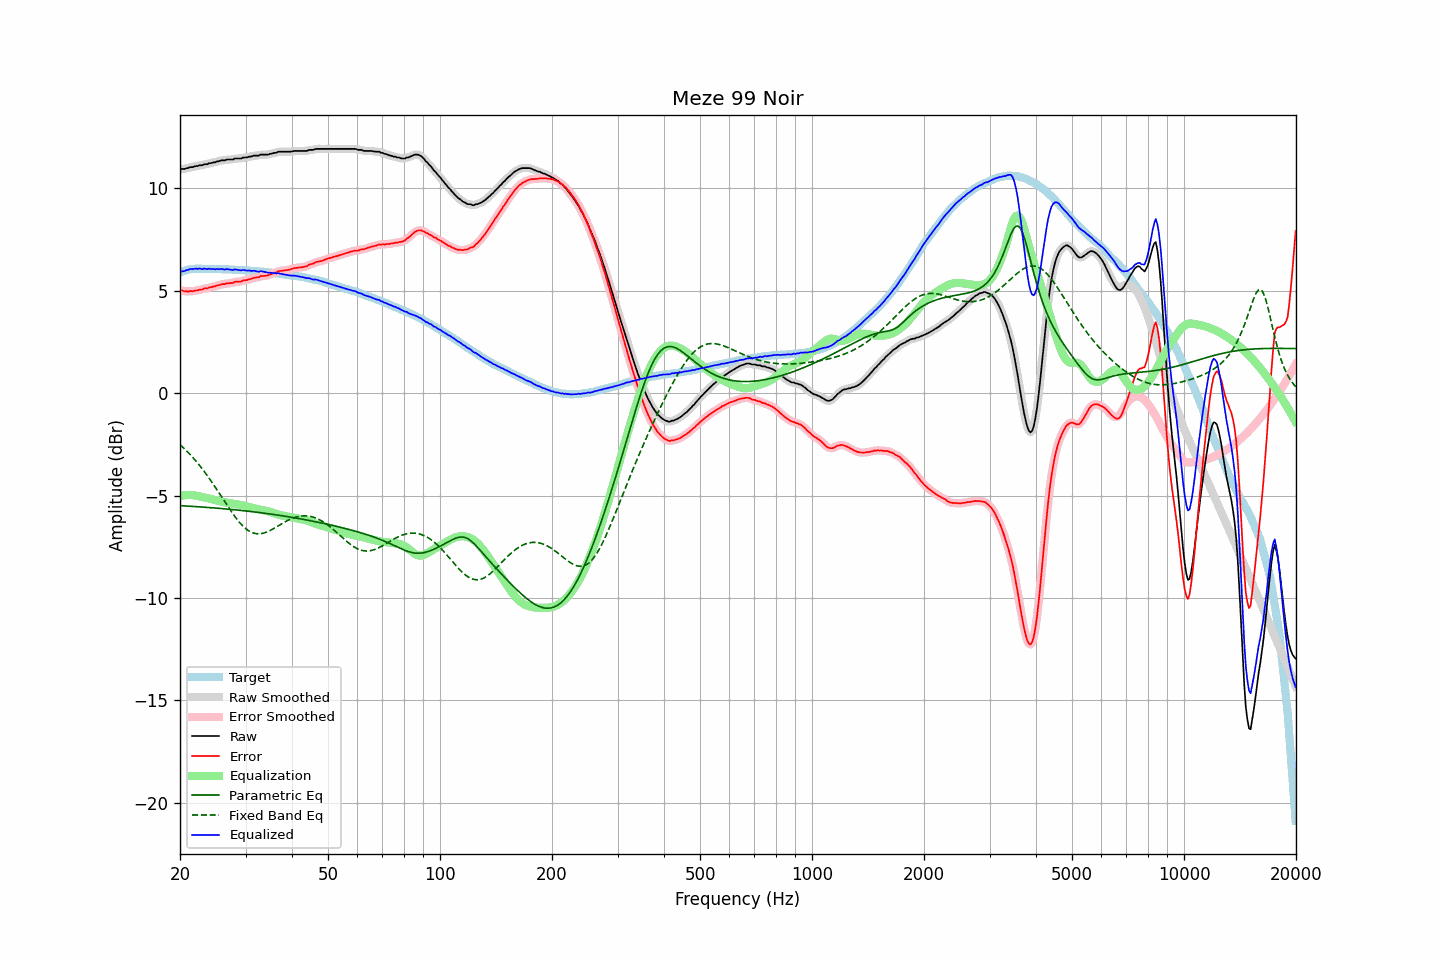 Meze 99 Noir
Amplitude (dBr)
10
5
0
−5
−10
−15
−20
Target
Raw Smoothed
Error Smoothed
Raw
Error
Equalization
Parametric Eq
Fixed Band Eq
Equalized
20 50 100 200 500 1000 2000 5000 10000 20000
Frequency (Hz)